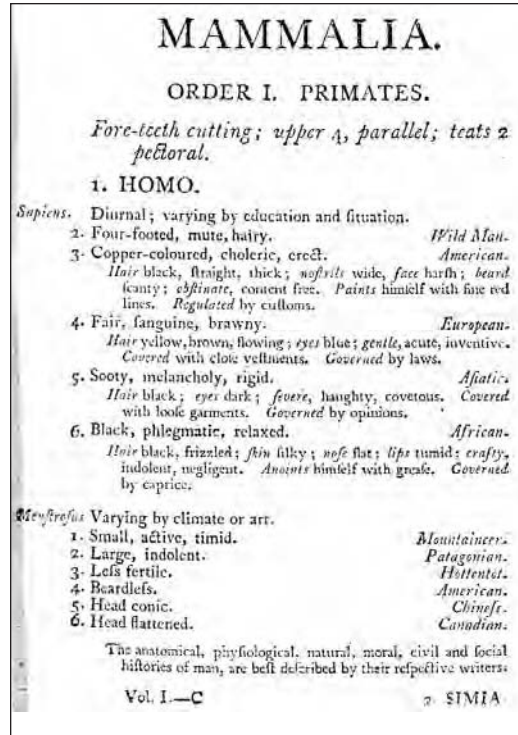 MAMMALIA.
ORDER I. PRIMATES.
Fore-teeth cutting; upper 4, parallel; teats 2
pectoral.
1. HOMO.
Sapiens. Diurnal; varying by education and ſituation.
2. Four-footed, mute, hairy. Wild Man.
3. Copper-coloured, choleric, erect. American.
Hair black, ſtraight, thick; noſtrils wide, face harſh; beard
ſcanty; obſtinate, content free. Paints himſelf with fine red
lines. Regulated by cuſtoms.
4. Fair, ſanguine, brawny. European.
Hair yellow, brown, flowing; eyes blue; gentle, acute, inventive.
Covered with cloſe veſtments. Governed by laws.
5. Sooty, melancholy, rigid. Aſiatic.
Hair black; eyes dark; ſevere, haughty, covetous. Covered
with looſe garments. Governed by opinions.
6. Black, phlegmatic, relaxed. African.
Hair black, frizzled; ſkin ſilky; noſe flat; lips tumid; crafty,
indolent, negligent. Anoints himſelf with greaſe. Governed
by caprice.
Monſtroſus Varying by climate or art.
1. Small, active, timid. Mountaineer.
2. Large, indolent. Patagonian.
3. Leſs fertile. Hottentot.
4. Beardleſs. American.
5. Head conic. Chineſe.
6. Head flattened. Canadian.
The anatomical, phyſiological, natural, moral, civil and ſocial
hiſtories of man, are beſt deſcribed by their reſpective writers:
Vol. I.—C 2. SIMIA